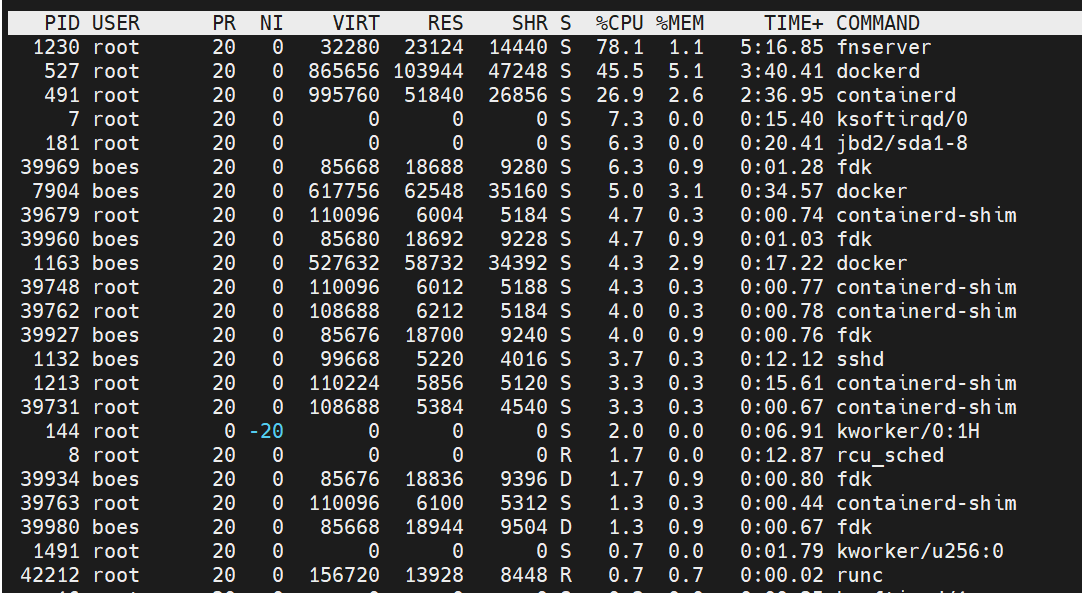 PID USER PR NI VIRT RES SHR S %CPU %MEM TIME+ COMMAND
1230 root 20 0 32280 23124 14440 S 78.1 1.1 5:16.85 fnserver
527 root 20 0 865656 103944 47248 S 45.5 5.1 3:40.41 dockerd
491 root 20 0 995760 51840 26856 S 26.9 2.6 2:36.95 containerd
7 root 20 0 0 0 0 S 7.3 0.0 0:15.40 ksoftirqd/0
181 root 20 0 0 0 0 S 6.3 0.0 0:20.41 jbd2/sda1-8
39969 boes 20 0 85668 18688 9280 S 6.3 0.9 0:01.28 fdk
7904 boes 20 0 617756 62548 35160 S 5.0 3.1 0:34.57 docker
39679 root 20 0 110096 6004 5184 S 4.7 0.3 0:00.74 containerd-shim
39960 boes 20 0 85680 18692 9228 S 4.7 0.9 0:01.03 fdk
1163 boes 20 0 527632 58732 34392 S 4.3 2.9 0:17.22 docker
39748 root 20 0 110096 6012 5188 S 4.3 0.3 0:00.77 containerd-shim
39762 root 20 0 108688 6212 5184 S 4.0 0.3 0:00.78 containerd-shim
39927 boes 20 0 85676 18700 9240 S 4.0 0.9 0:00.76 fdk
1132 boes 20 0 99668 5220 4016 S 3.7 0.3 0:12.12 sshd
1213 root 20 0 110224 5856 5120 S 3.3 0.3 0:15.61 containerd-shim
39731 root 20 0 108688 5384 4540 S 3.3 0.3 0:00.67 containerd-shim
144 root 0 -20 0 0 0 S 2.0 0.0 0:06.91 kworker/0:1H
8 root 20 0 0 0 0 R 1.7 0.0 0:12.87 rcu_sched
39934 boes 20 0 85676 18836 9396 D 1.7 0.9 0:00.80 fdk
39763 root 20 0 110096 6100 5312 S 1.3 0.3 0:00.44 containerd-shim
39980 boes 20 0 85668 18944 9504 D 1.3 0.9 0:00.67 fdk
1491 root 20 0 0 0 0 S 0.7 0.0 0:01.79 kworker/u256:0
42212 root 20 0 156720 13928 8448 R 0.7 0.7 0:00.02 runc